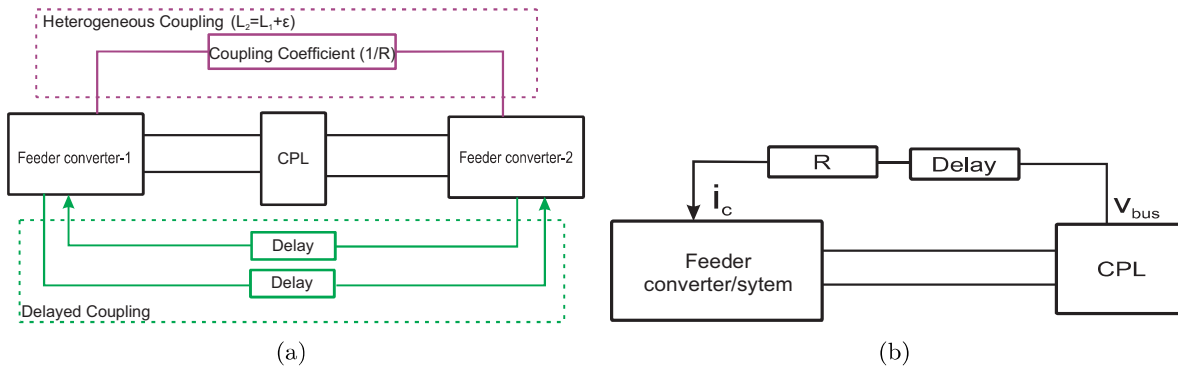 Heterogeneous Coupling (L₂=L₁+ε)
Coupling Coefficient (1/R)
Feeder converter-1
CPL
Feeder converter-2
Delay
Delay
Delayed Coupling
(a)
R
Delay
i_c
v_bus
Feeder
converter/sytem
CPL
(b)